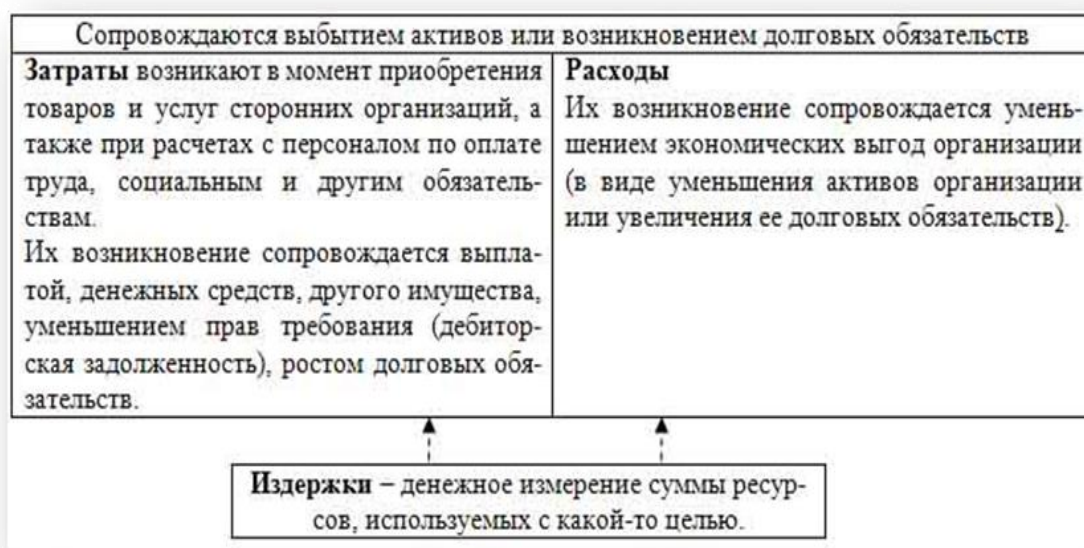 Сопровождаются выбытием активов или возникновением долговых обязательств
Затраты возникают в момент приобретения
товаров и услуг сторонних организаций, а
также при расчетах с персоналом по оплате
труда, социальным и другим обязатель-
ствам.
Их возникновение сопровождается выпла-
той, денежных средств, другого имущества,
уменьшением прав требования (дебитор-
ская задолженность), ростом долговых обя-
зательств.
Расходы
Их возникновение сопровождается умень-
шением экономических выгод организации
(в виде уменьшения активов организации
или увеличения ее долговых обязательств).
Издержки – денежное измерение суммы ресур-
сов, используемых с какой-то целью.